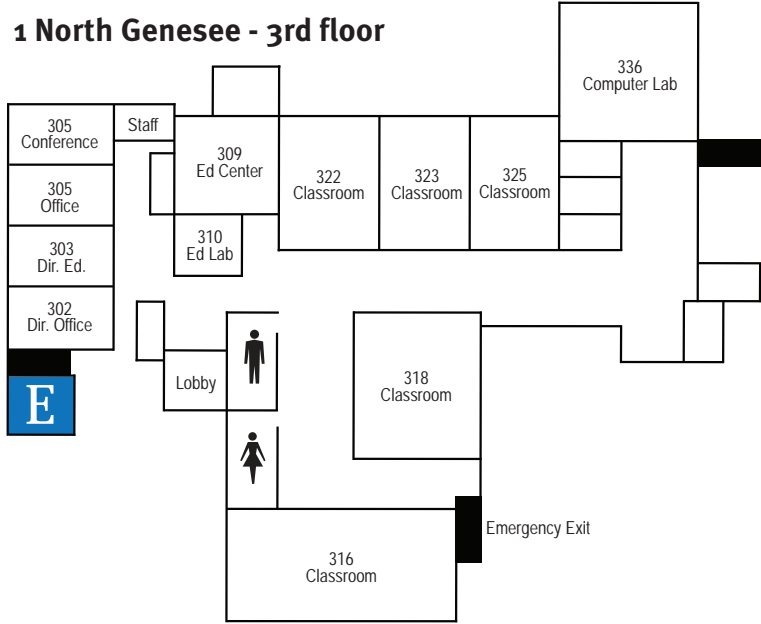 1 North Genesee - 3rd floor
336
Computer Lab
305
Conference
Staff
309
Ed Center
322
Classroom
323
Classroom
325
Classroom
305
Office
310
Ed Lab
303
Dir. Ed.
302
Dir. Office
Lobby
318
Classroom
E
Emergency Exit
316
Classroom